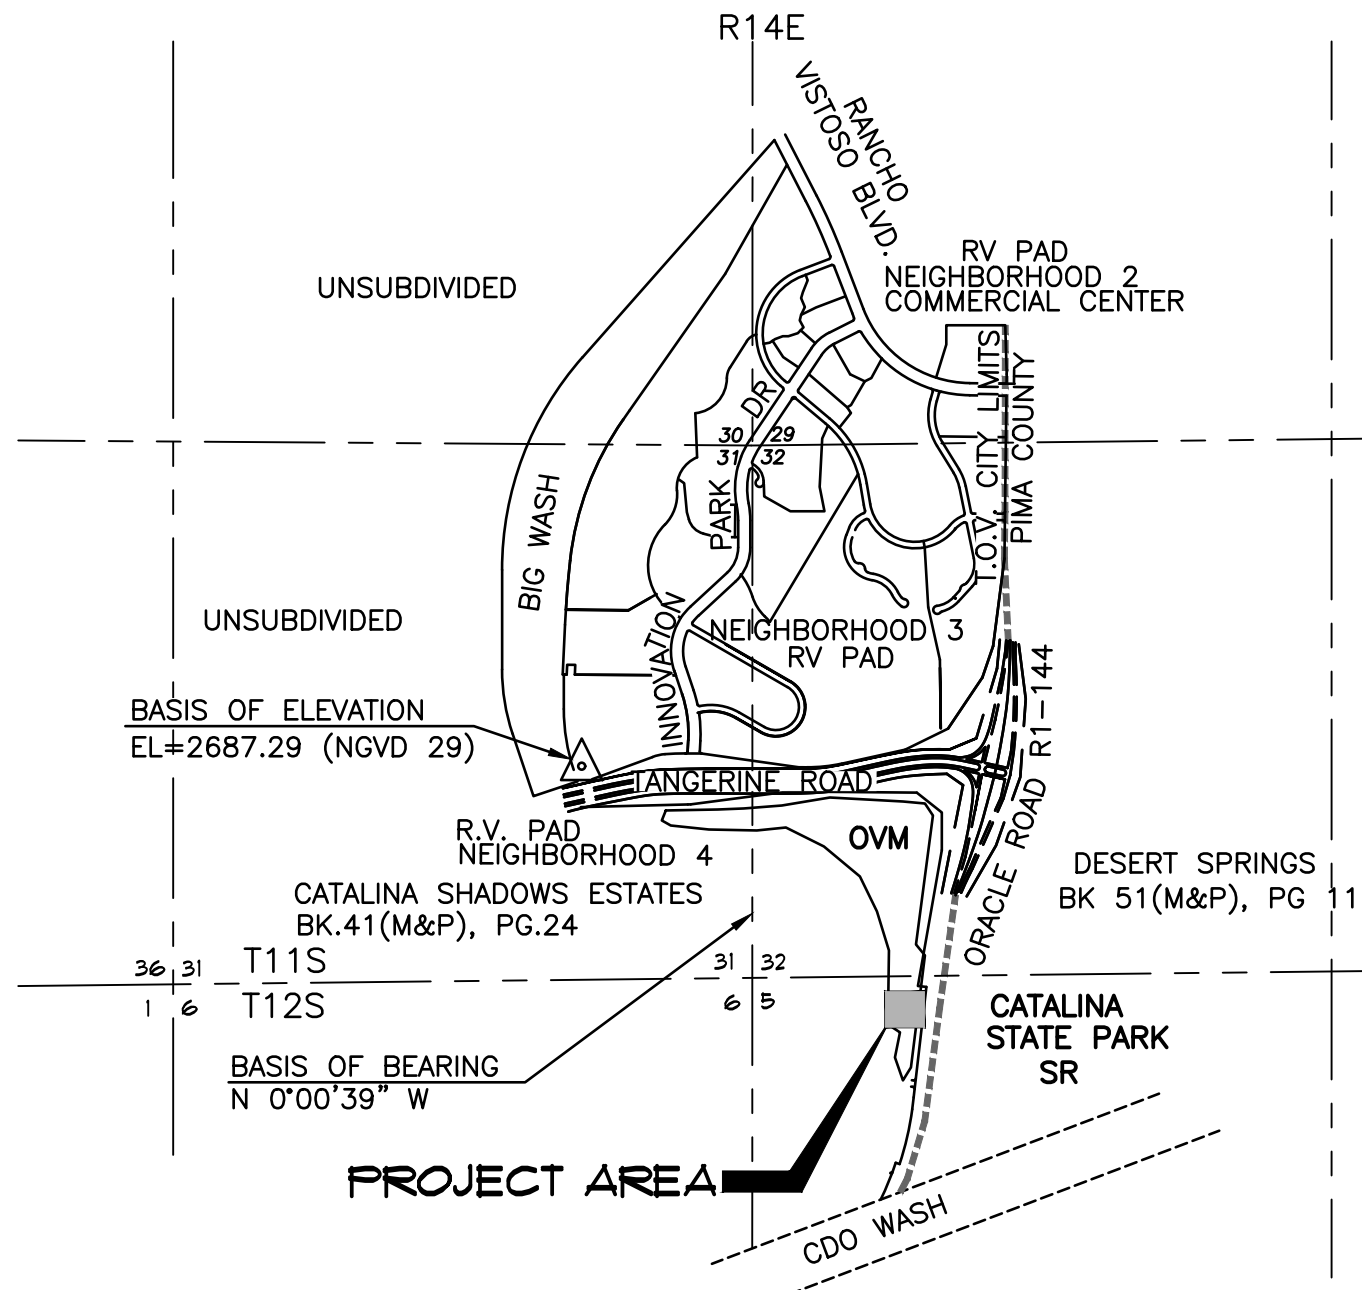 R14E
RANCHO
VISTOSO BLVD.
RV PAD
NEIGHBORHOOD 2
COMMERCIAL CENTER
UNSUBDIVIDED
T.O.V. CITY LIMITS
PIMA COUNTY
PARK DR
30 29
31 32
BIG WASH
UNSUBDIVIDED
INNOVATION
NEIGHBORHOOD 3
RV PAD
BASIS OF ELEVATION
EL=2687.29 (NGVD 29)
TANGERINE ROAD
ORACLE ROAD R1-144
R.V. PAD
NEIGHBORHOOD 4
OVM
DESERT SPRINGS
BK 51(M&P), PG 11
CATALINA SHADOWS ESTATES
BK.41(M&P), PG.24
36 31 T11S
1 6 T12S
31 32
6 5
CATALINA
STATE PARK
SR
BASIS OF BEARING
N 0°00'39" W
PROJECT AREA
CDO WASH